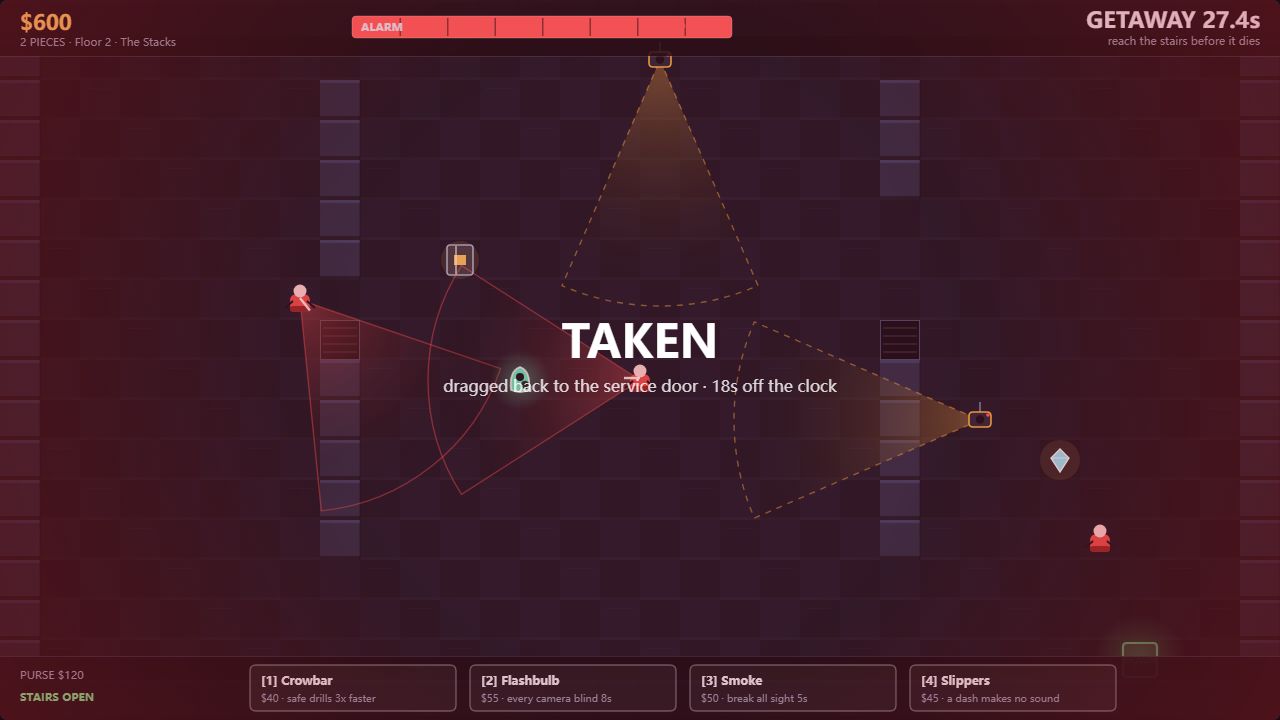 $600
2 PIECES · Floor 2 · The Stacks
ALARM
GETAWAY 27.4s
reach the stairs before it dies
TAKEN
dragged back to the service door · 18s off the clock
PURSE $120
STAIRS OPEN
[1] Crowbar
$40 · safe drills 3x faster
[2] Flashbulb
$55 · every camera blind 8s
[3] Smoke
$50 · break all sight 5s
[4] Slippers
$45 · a dash makes no sound